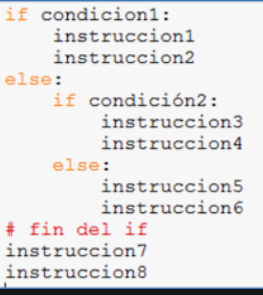 if condicion1:
    instruccion1
    instruccion2
else:
    if condición2:
        instruccion3
        instruccion4
    else:
        instruccion5
        instruccion6
# fin del if
instruccion7
instruccion8